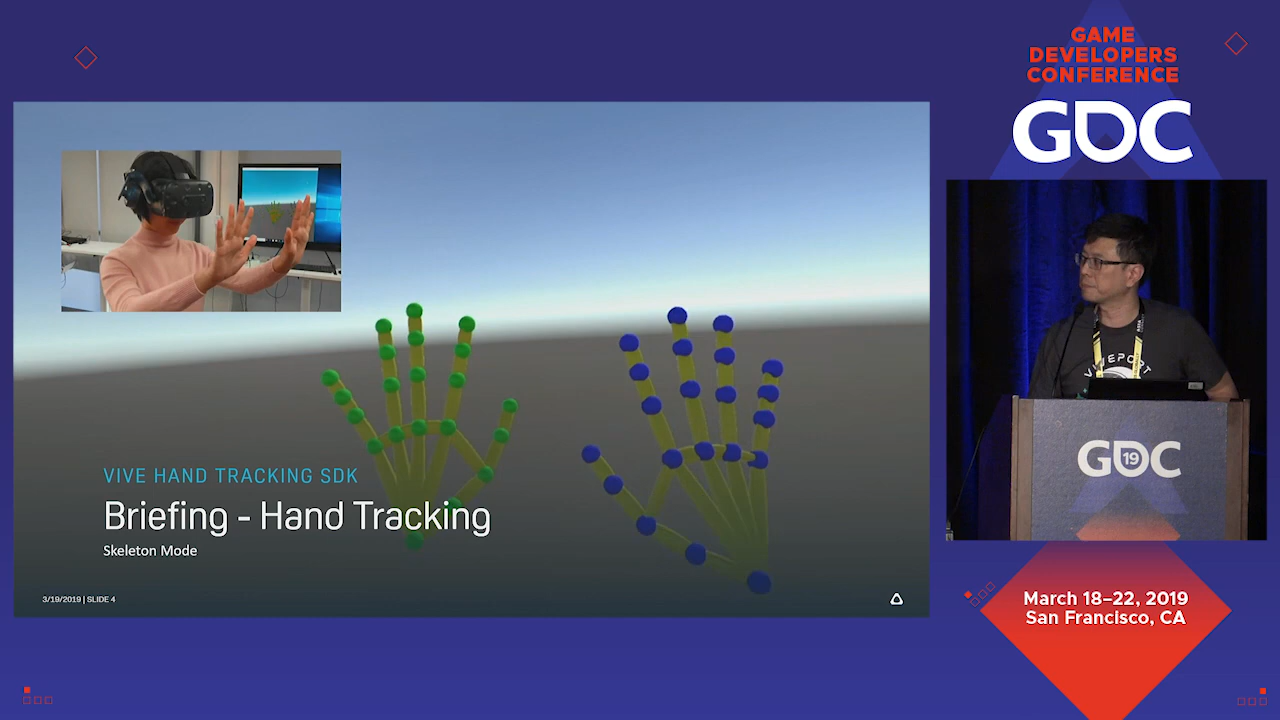 GAME
DEVELOPERS
CONFERENCE
GDC
VIVE HAND TRACKING SDK
Briefing - Hand Tracking
Skeleton Mode
3/19/2019 | SLIDE 4
VIVEPORT
GDC
19
March 18–22, 2019
San Francisco, CA